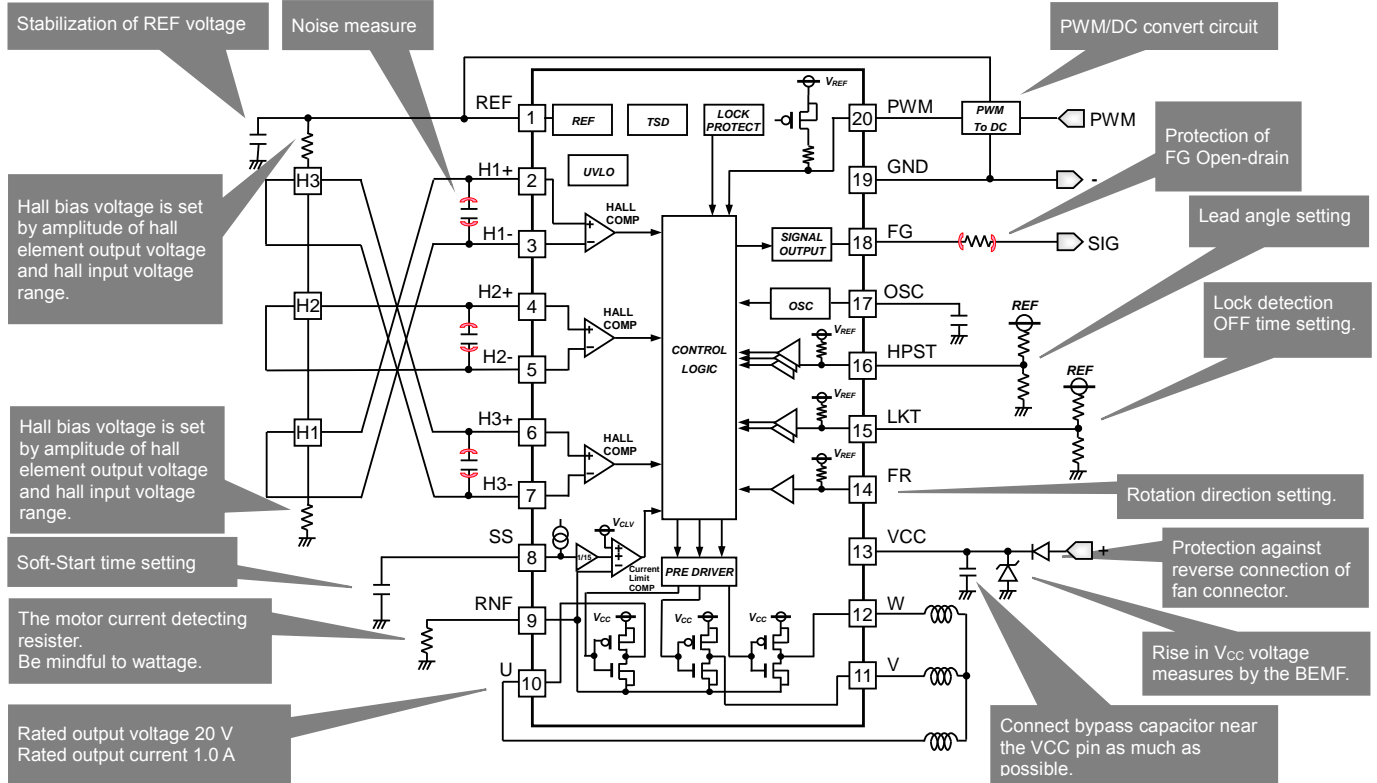 Stabilization of REF voltage
Noise measure
PWM/DC convert circuit
REF
1
REF
TSD
LOCK
PROTECT
VREF
20
PWM
PWM
To DC
PWM
UVLO
19
GND
-
Protection of
FG Open-drain
H3
H1+
2
HALL
COMP
+
−
H1-
3
Hall bias voltage is set
by amplitude of hall
element output voltage
and hall input voltage
range.
SIGNAL
OUTPUT
18
FG
SIG
Lead angle setting
H2
H2+
4
HALL
COMP
+
−
H2-
5
CONTROL
LOGIC
OSC
17
OSC
VREF
16
HPST
REF
Lock detection
OFF time setting.
REF
H1
H3+
6
HALL
COMP
+
−
H3-
7
Hall bias voltage is set
by amplitude of hall
element output voltage
and hall input voltage
range.
VREF
15
LKT
VREF
14
FR
Rotation direction setting.
SS
8
1/15
VCLV
+
+
−
Current
Limit
COMP
PRE DRIVER
13
VCC
+
Soft-Start time setting
Protection against
reverse connection of
fan connector.
RNF
9
The motor current detecting
resister.
Be mindful to wattage.
VCC
VCC
VCC
12
W
U
10
11
V
Rise in VCC voltage
measures by the BEMF.
Rated output voltage 20 V
Rated output current 1.0 A
Connect bypass capacitor near
the VCC pin as much as
possible.